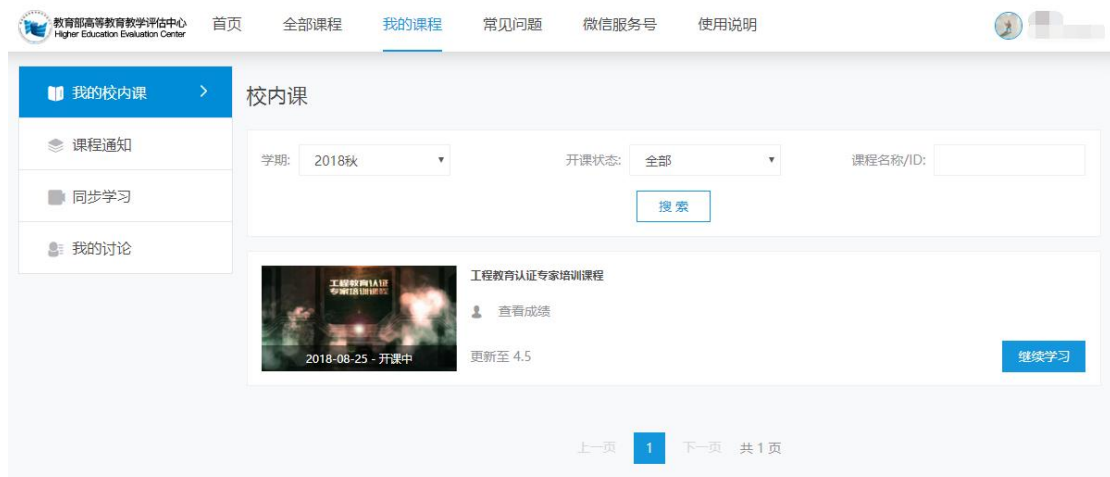 教育部高等教育教学评估中心
Higher Education Evaluation Center
首页 全部课程 我的课程 常见问题 微信服务号 使用说明
我的校内课
课程通知
同步学习
我的讨论
校内课
学期: 2018秋 开课状态: 全部 课程名称/ID:
搜 索
工程教育认证
专家培训课程
2018-08-25 - 开课中
工程教育认证专家培训课程
查看成绩
更新至 4.5
继续学习
上一页 1 下一页 共 1 页